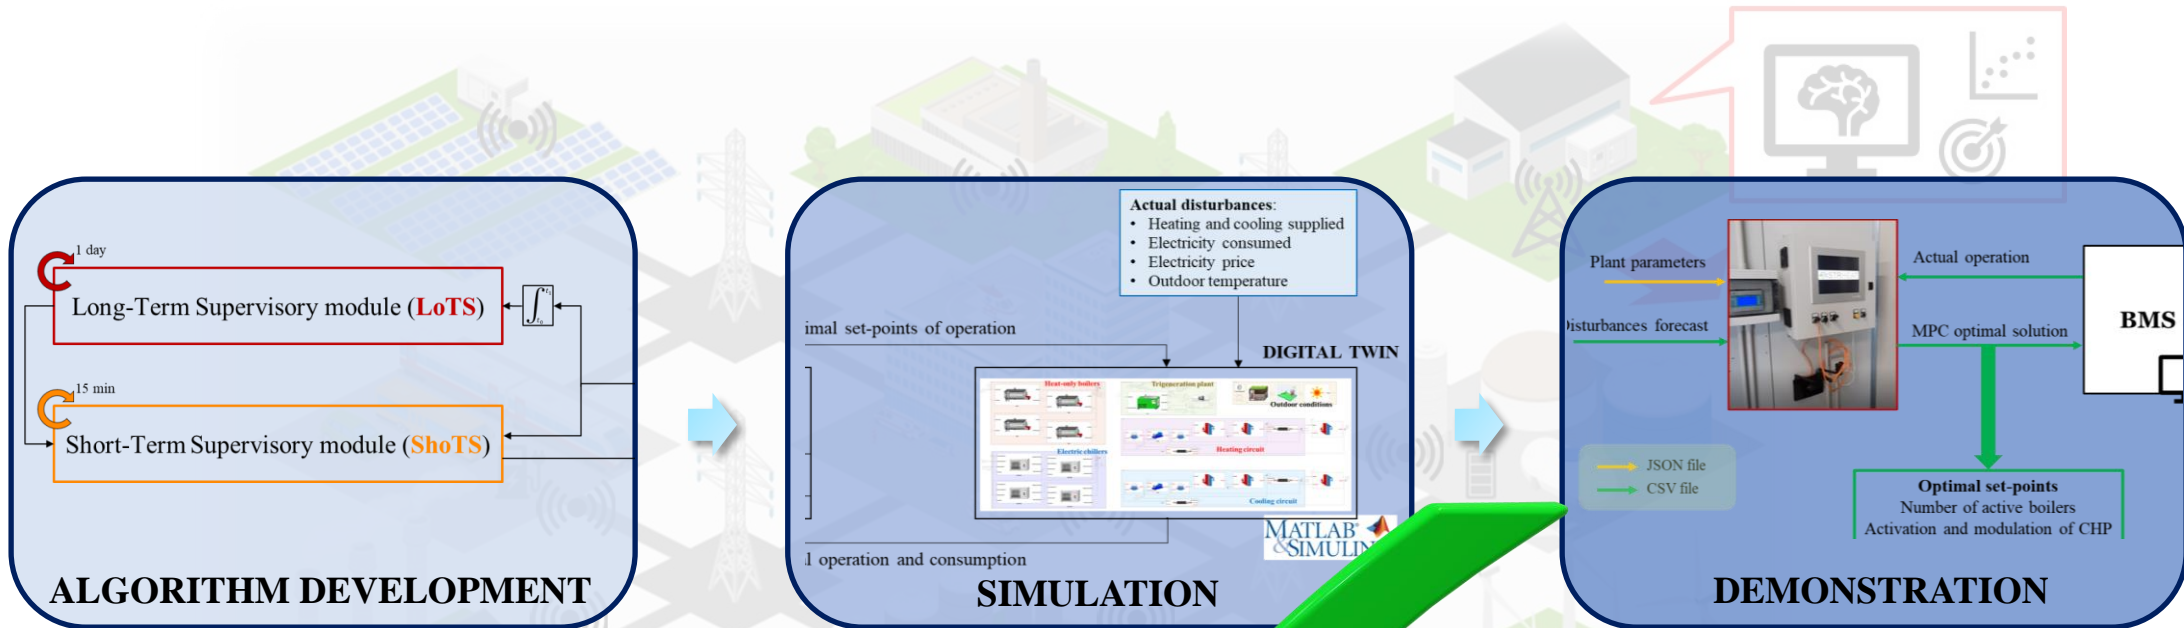 1 day
Long-Term Supervisory module (LoTS)
∫ t₀
15 min
Short-Term Supervisory module (ShoTS)
ALGORITHM DEVELOPMENT
Actual disturbances:
• Heating and cooling supplied
• Electricity consumed
• Electricity price
• Outdoor temperature
imal set-points of operation
DIGITAL TWIN
Heat-only boilers
Trigeneration plant
Outdoor conditions
Electric chillers
Heating circuit
Cooling circuit
MATLAB
&SIMULIN
l operation and consumption
SIMULATION
Plant parameters
Disturbances forecast
Actual operation
MPC optimal solution
BMS
JSON file
CSV file
Optimal set-points
Number of active boilers
Activation and modulation of CHP
DEMONSTRATION